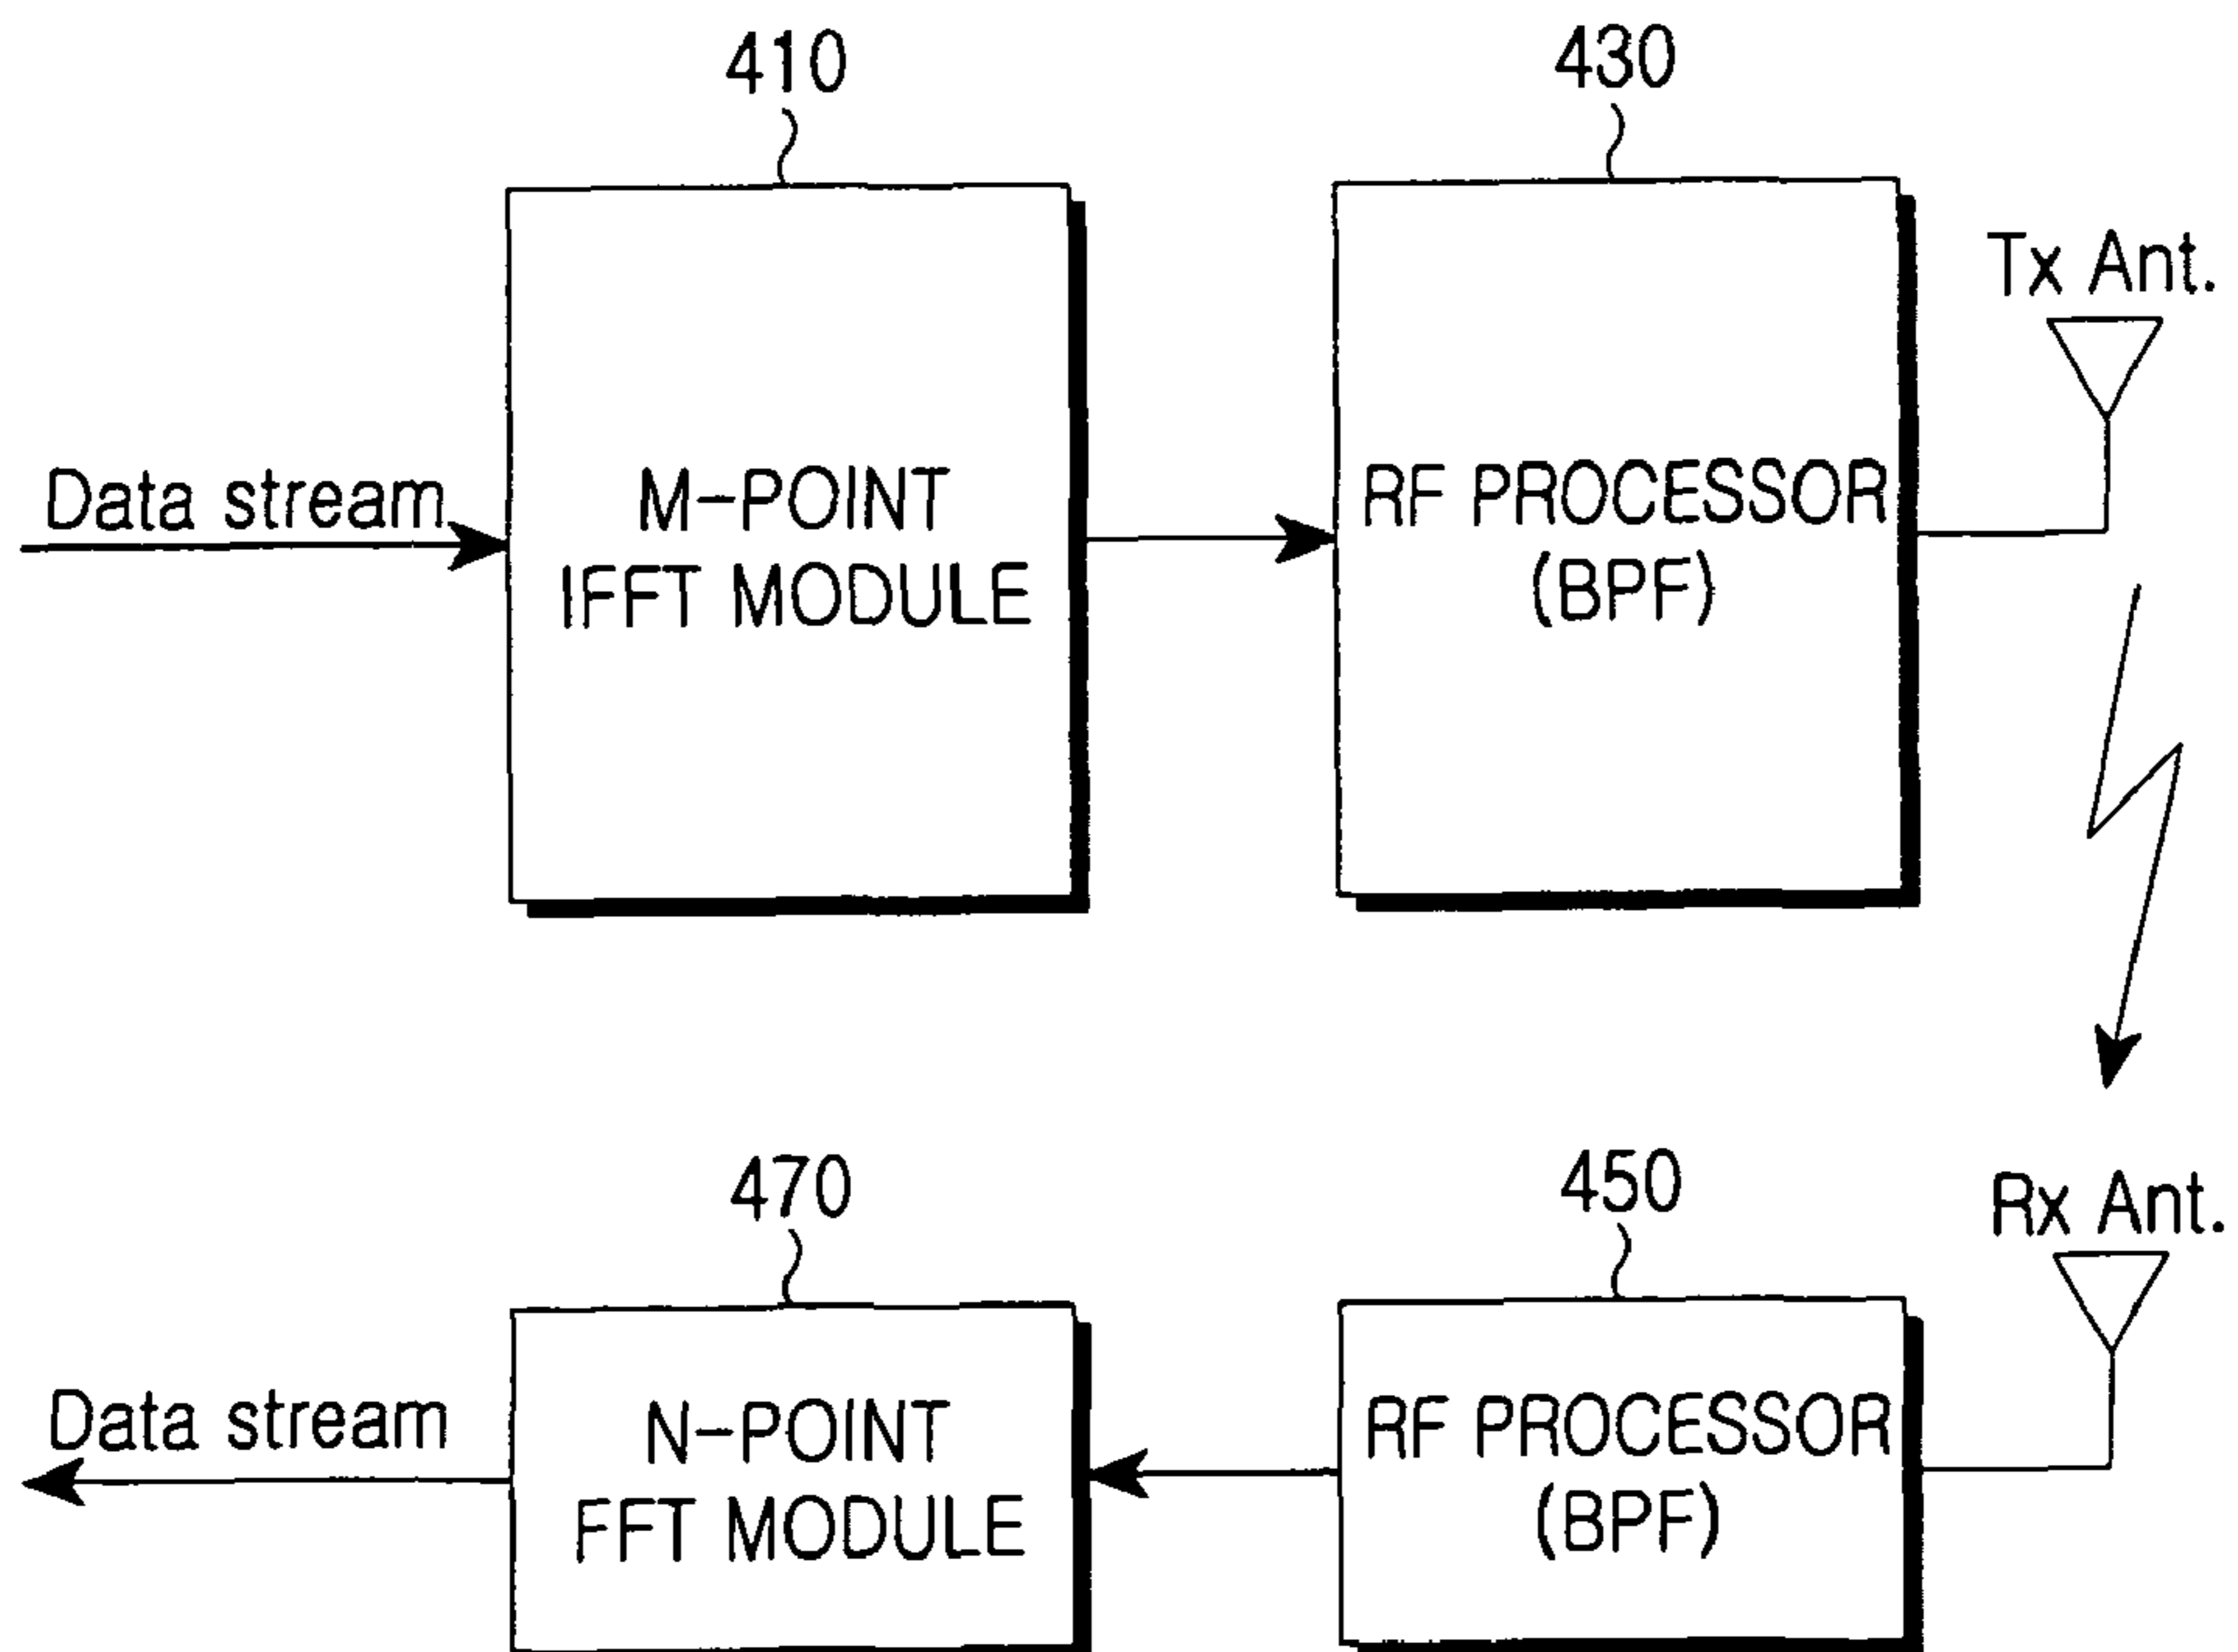 410
430
Tx Ant.
Data stream
M-POINT
IFFT MODULE
RF PROCESSOR
(BPF)
470
450
Rx Ant.
Data stream
N-POINT
FFT MODULE
RF PROCESSOR
(BPF)